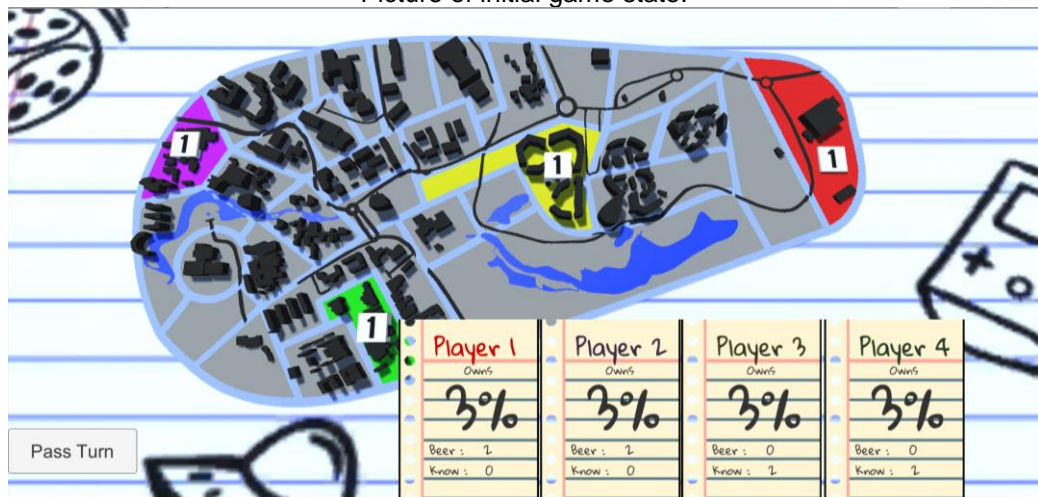 Picture of initial game state.
1
1
1
1
Pass Turn
Player 1
Owns
3%
Beer : 2
Know : 0
Player 2
Owns
3%
Beer : 2
Know : 0
Player 3
Owns
3%
Beer : 0
Know : 2
Player 4
Owns
3%
Beer : 0
Know : 2